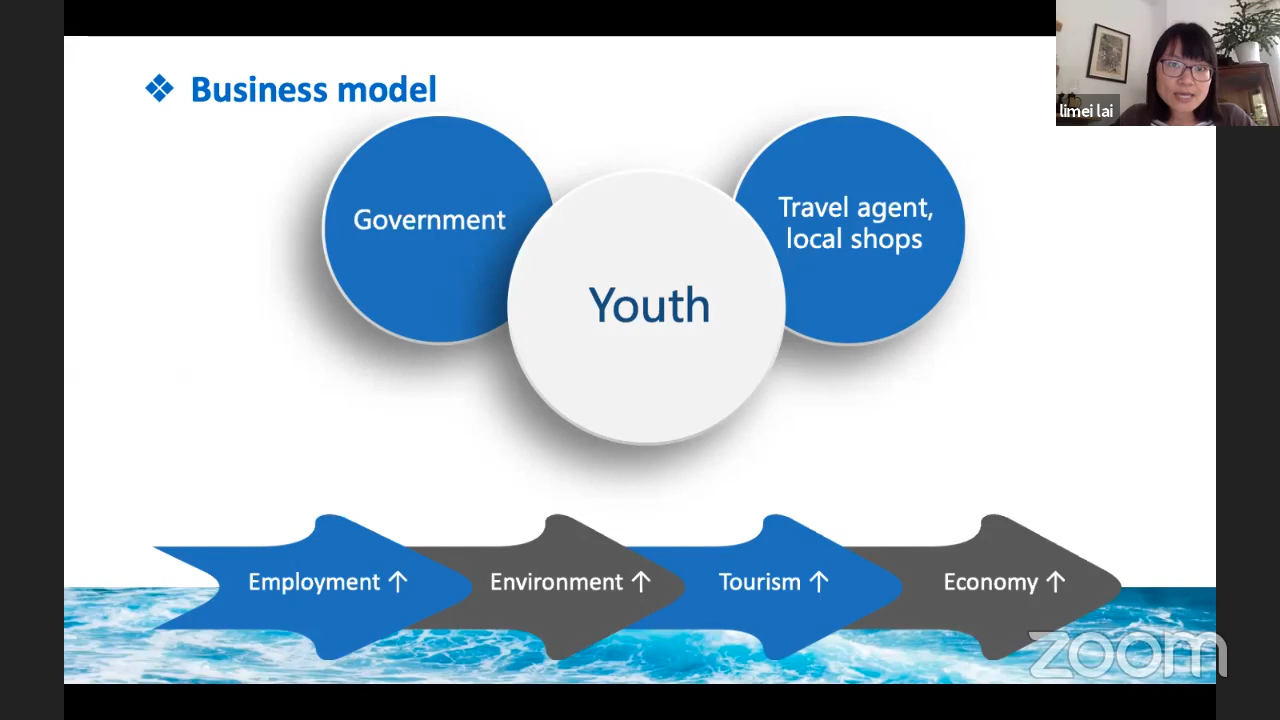 Business model
limei lai
Government
Travel agent,
local shops
Youth
Employment ↑
Environment ↑
Tourism ↑
Economy ↑
zoom